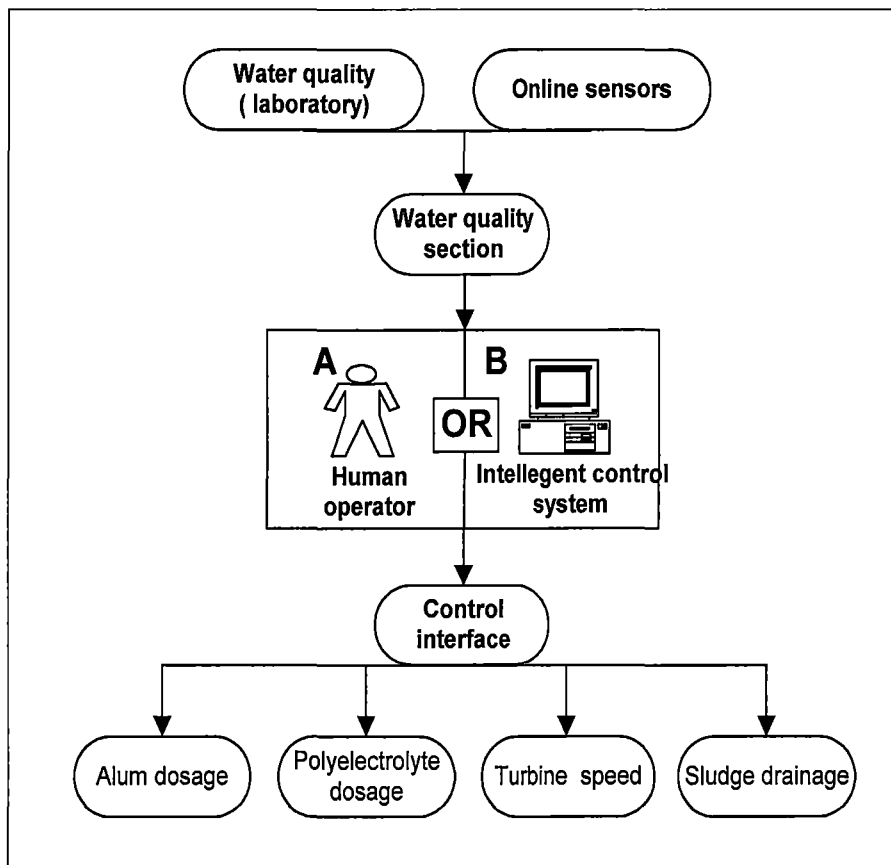 Water quality
( laboratory)
Online sensors
Water quality
section
A
B
OR
Human
operator
Intellegent control
system
Control
interface
Alum dosage
Polyelectrolyte
dosage
Turbine speed
Sludge drainage